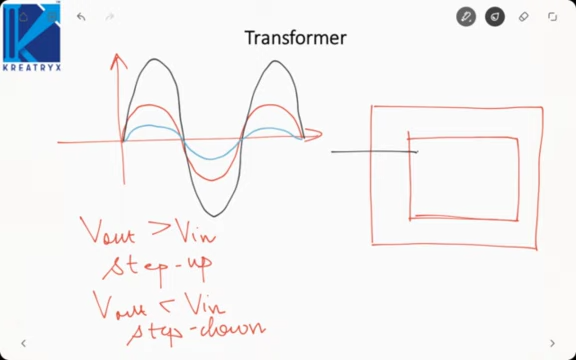 KREATRYX
Transformer
Vout > Vin
step-up
Vout < Vin
step-down